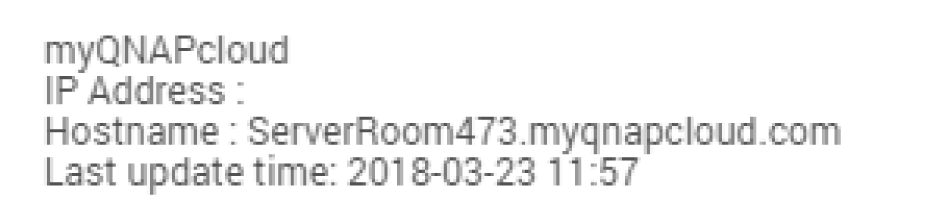 myQNAPcloud
IP Address :
Hostname : ServerRoom473.myqnapcloud.com
Last update time: 2018-03-23 11:57